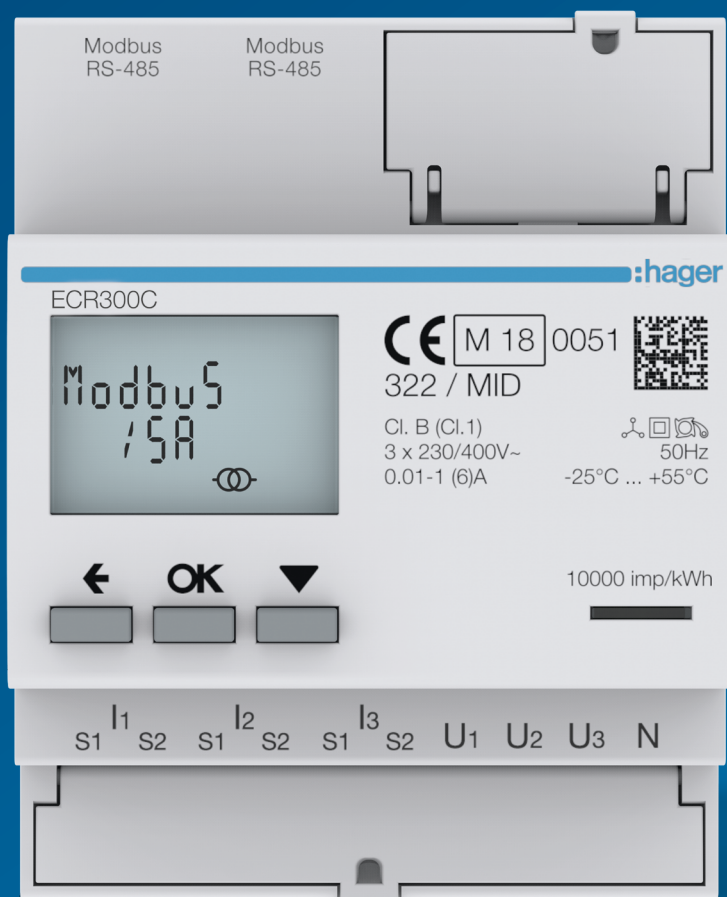 Modbus Modbus
RS-485 RS-485
:hager
ECR300C
ModbuS
15A
M 18 0051
322 / MID
Cl. B (Cl.1)
3 x 230/400V~ 50Hz
0.01-1 (6)A -25°C ... +55°C
OK
10000 imp/kWh
I1 I2 I3
S1 S2 S1 S2 S1 S2 U1 U2 U3 N